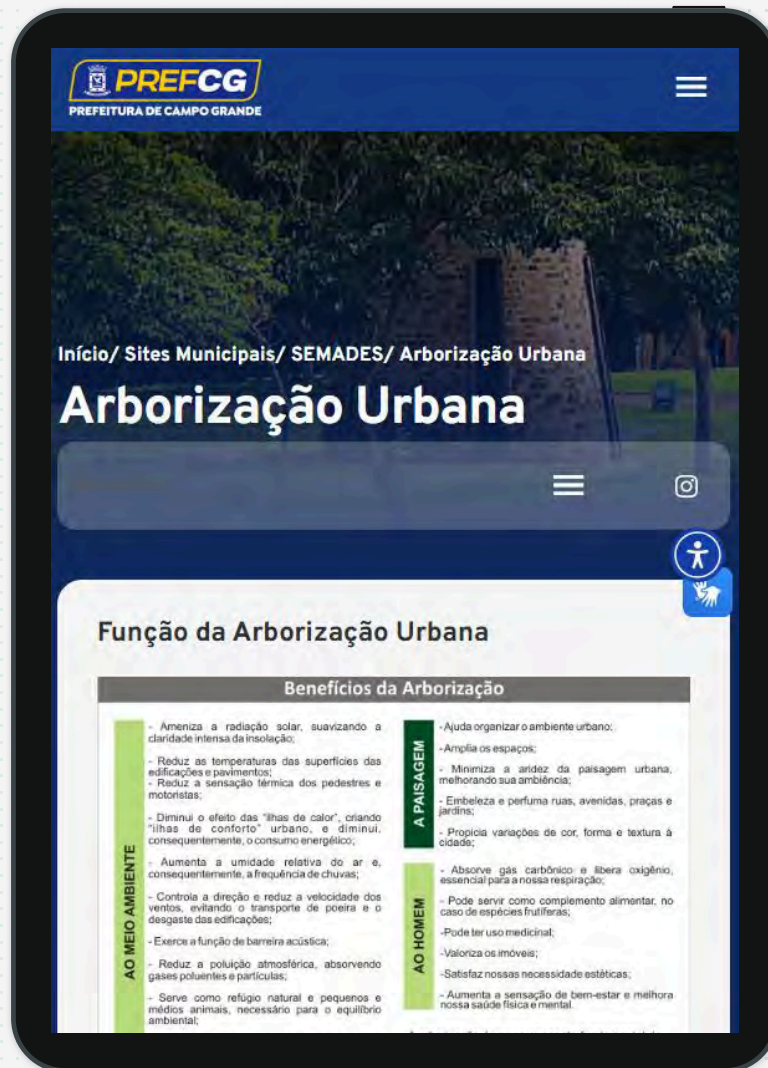 PREFCG
PREFEITURA DE CAMPO GRANDE
Início/ Sites Municipais/ SEMADES/ Arborização Urbana
Arborização Urbana
Função da Arborização Urbana
Benefícios da Arborização
AO MEIO AMBIENTE
- Ameniza a radiação solar, suavizando a
claridade intensa da insolação;
- Reduz as temperaturas das superfícies das
edificações e pavimentos;
- Reduz a sensação térmica dos pedestres e
motoristas;
- Diminui o efeito das "ilhas de calor", criando
"ilhas de conforto" urbano, e diminui,
consequentemente, o consumo energético;
- Aumenta a umidade relativa do ar e,
consequentemente, a frequência de chuvas;
- Controla a direção e reduz a velocidade dos
ventos, evitando o transporte de poeira e o
desgaste das edificações;
- Exerce a função de barreira acústica;
- Reduz a poluição atmosférica, absorvendo
gases poluentes e partículas;
- Serve como refúgio natural e pequenos e
médios animais, necessário para o equilíbrio
ambiental;
A PAISAGEM
-Ajuda organizar o ambiente urbano;
-Amplia os espaços;
- Minimiza a aridez da paisagem urbana,
melhorando sua ambiência;
- Embeleza e perfuma ruas, avenidas, praças e
jardins;
- Propicia variações de cor, forma e textura à
cidade;
AO HOMEM
- Absorve gás carbônico e libera oxigênio,
essencial para a nossa respiração;
- Pode servir como complemento alimentar, no
caso de espécies frutíferas;
-Pode ter uso medicinal;
-Valoriza os imóveis;
-Satisfaz nossas necessidade estéticas;
- Aumenta a sensação de bem-estar e melhora
nossa saúde física e mental.